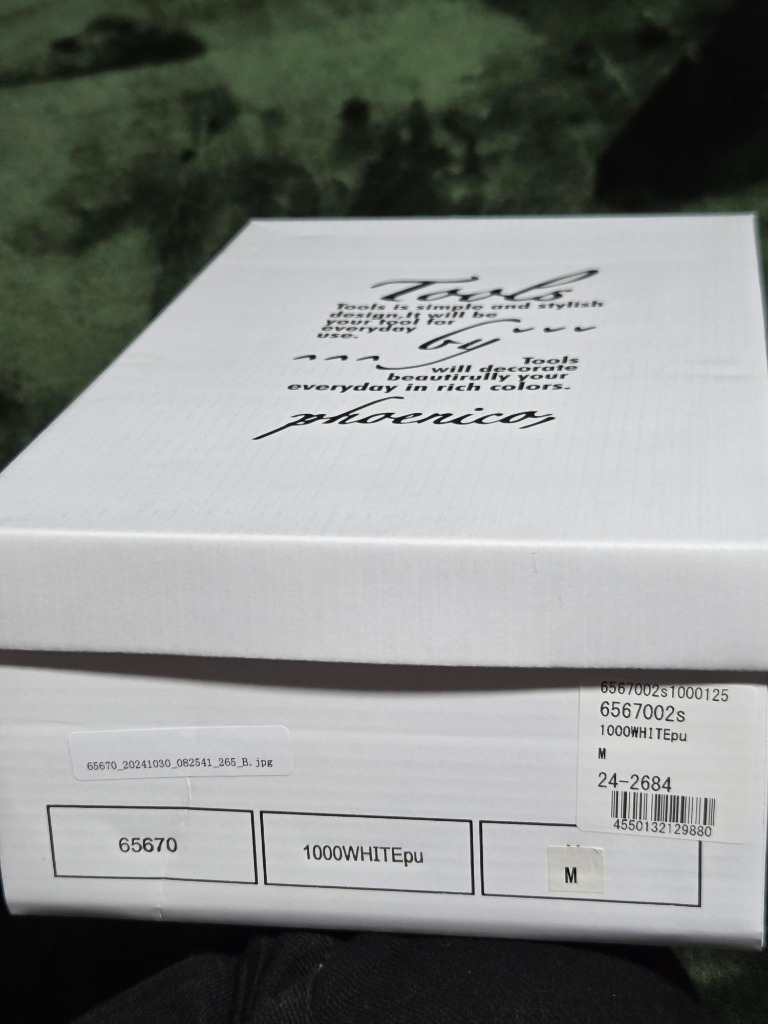 Tools
Tools is simple and stylish
design,It will be
your tool for
everyday
use.
by
Tools
will decorate
beautirully your
everyday in rich colors.
phoenico,
6567002s1000125
6567002s
1000WHITEpu
M
24-2684
4550132129880
65670_20241030_082541_265_B.jpg
65670
1000WHITEpu
M